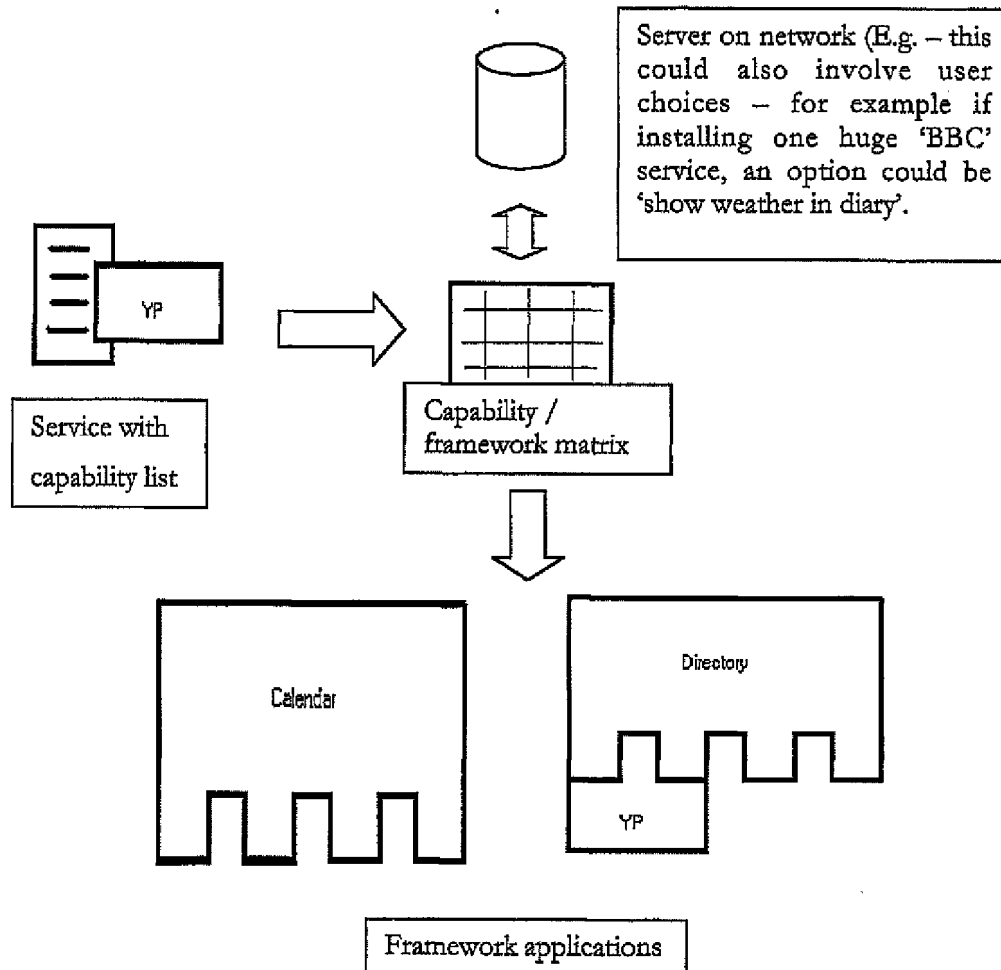 Server on network (E.g. – this
could also involve user
choices – for example if
installing one huge ‘BBC’
service, an option could be
‘show weather in diary’.
YP
Service with
capability list
Capability /
framework matrix
Calendar
Directory
YP
Framework applications